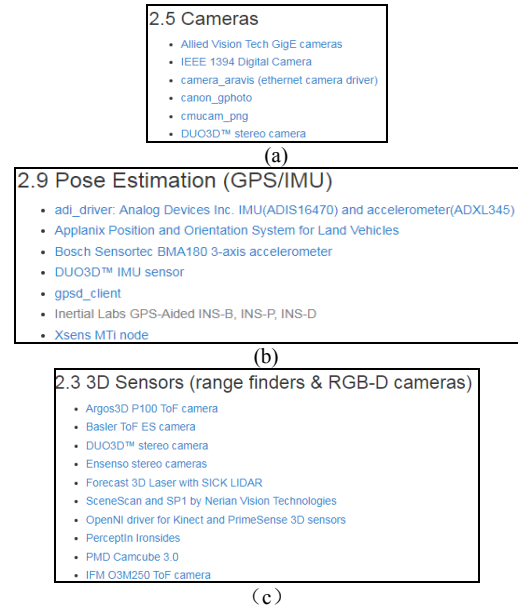 2.5 Cameras
• Allied Vision Tech GigE cameras
• IEEE 1394 Digital Camera
• camera_aravis (ethernet camera driver)
• canon_gphoto
• cmucam_png
• DUO3D™ stereo camera
(a)
2.9 Pose Estimation (GPS/IMU)
• adi_driver: Analog Devices Inc. IMU(ADIS16470) and accelerometer(ADXL345)
• Applanix Position and Orientation System for Land Vehicles
• Bosch Sensortec BMA180 3-axis accelerometer
• DUO3D™ IMU sensor
• gpsd_client
• Inertial Labs GPS-Aided INS-B, INS-P, INS-D
• Xsens MTi node
(b)
2.3 3D Sensors (range finders & RGB-D cameras)
• Argos3D P100 ToF camera
• Basler ToF ES camera
• DUO3D™ stereo camera
• Ensenso stereo cameras
• Forecast 3D Laser with SICK LIDAR
• SceneScan and SP1 by Nerian Vision Technologies
• OpenNI driver for Kinect and PrimeSense 3D sensors
• PerceptIn Ironsides
• PMD Camcube 3.0
• IFM O3M250 ToF camera
（c）